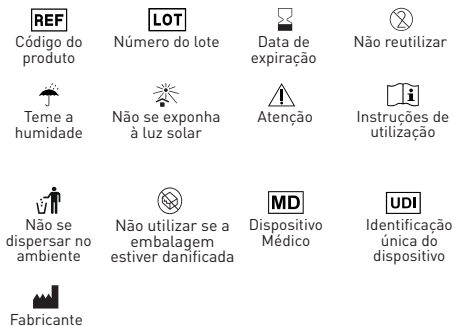 REF
LOT
Código do
produto
Número do lote
Data de
expiração
2
Não reutilizar
Teme a
humidade
Não se exponha
à luz solar
!
Atenção
i
Instruções de
utilização
Não se
dispersar no
ambiente
Não utilizar se a
embalagem
estiver danificada
MD
Dispositivo
Médico
UDI
Identificação
única do
dispositivo
Fabricante